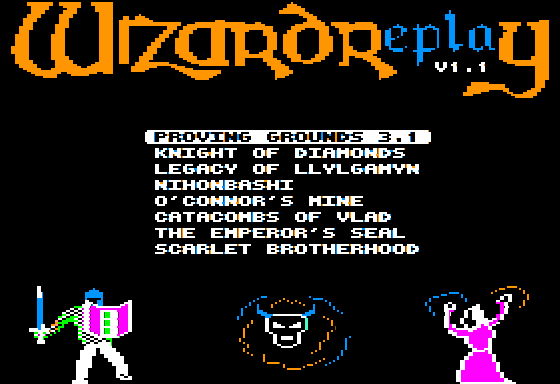 Wizardreplay
V1.1
PROVING GROUNDS 3.1
KNIGHT OF DIAMONDS
LEGACY OF LLYLGAMYN
NIHONBASHI
O'CONNOR'S MINE
CATACOMBS OF VLAD
THE EMPEROR'S SEAL
SCARLET BROTHERHOOD